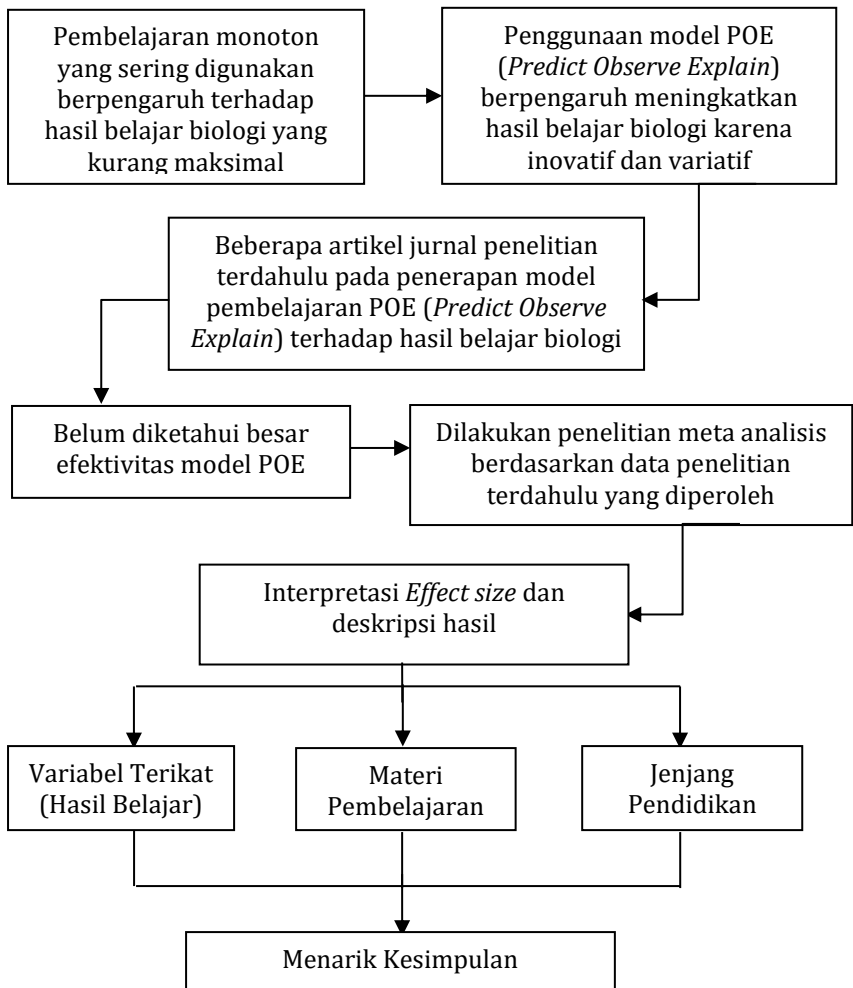 Pembelajaran monoton
yang sering digunakan
berpengaruh terhadap
hasil belajar biologi yang
kurang maksimal
Penggunaan model POE
(Predict Observe Explain)
berpengaruh meningkatkan
hasil belajar biologi karena
inovatif dan variatif
Beberapa artikel jurnal penelitian
terdahulu pada penerapan model
pembelajaran POE (Predict Observe
Explain) terhadap hasil belajar biologi
Belum diketahui besar
efektivitas model POE
Dilakukan penelitian meta analisis
berdasarkan data penelitian
terdahulu yang diperoleh
Interpretasi Effect size dan
deskripsi hasil
Variabel Terikat
(Hasil Belajar)
Materi
Pembelajaran
Jenjang
Pendidikan
Menarik Kesimpulan